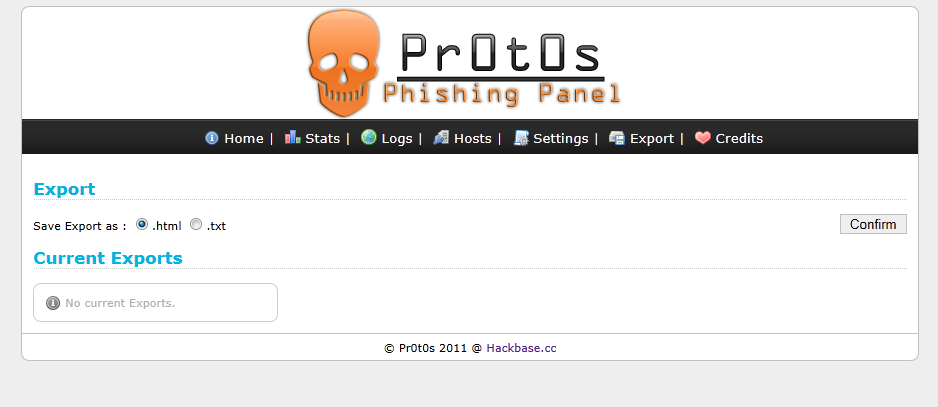 Pr0t0s
Phishing Panel
Home | Stats | Logs | Hosts | Settings | Export | Credits
Export
Save Export as : .html .txt Confirm
Current Exports
No current Exports.
© Pr0t0s 2011 @ Hackbase.cc